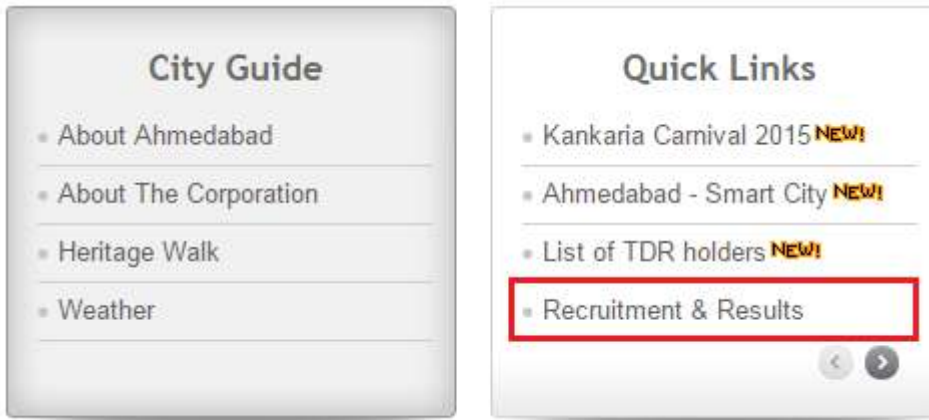 City Guide
About Ahmedabad
About The Corporation
Heritage Walk
Weather
Quick Links
Kankaria Carnival 2015 NEW!
Ahmedabad - Smart City NEW!
List of TDR holders NEW!
Recruitment & Results